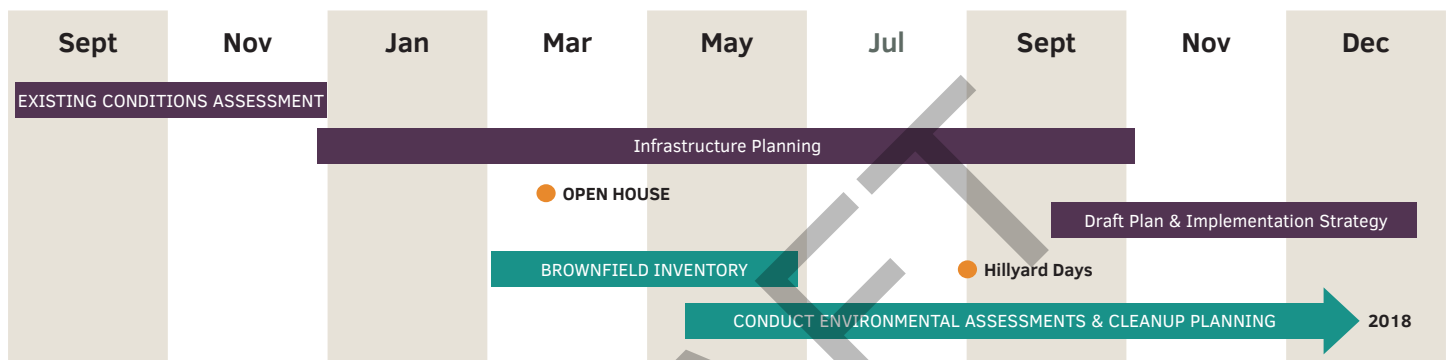 Sept Nov Jan Mar May Jul Sept Nov Dec
EXISTING CONDITIONS ASSESSMENT
Infrastructure Planning
OPEN HOUSE
Draft Plan & Implementation Strategy
BROWNFIELD INVENTORY
Hillyard Days
CONDUCT ENVIRONMENTAL ASSESSMENTS & CLEANUP PLANNING
2018